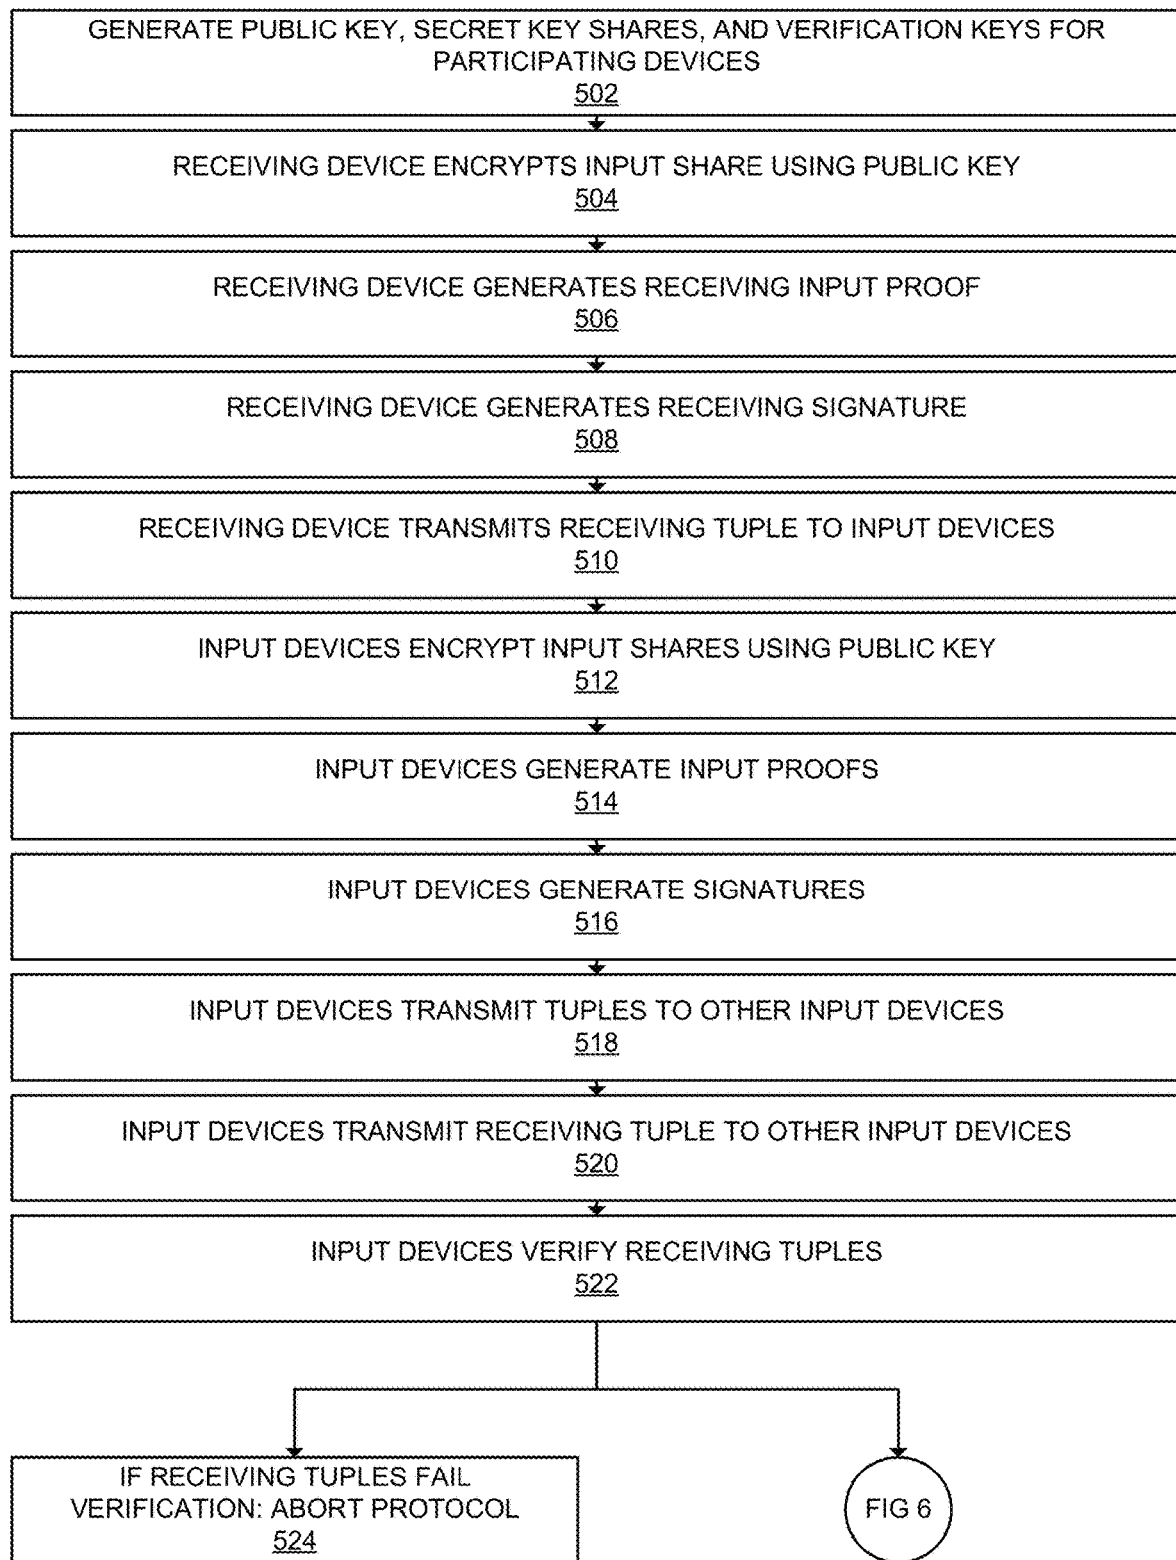 GENERATE PUBLIC KEY, SECRET KEY SHARES, AND VERIFICATION KEYS FOR
PARTICIPATING DEVICES
502
RECEIVING DEVICE ENCRYPTS INPUT SHARE USING PUBLIC KEY
504
RECEIVING DEVICE GENERATES RECEIVING INPUT PROOF
506
RECEIVING DEVICE GENERATES RECEIVING SIGNATURE
508
RECEIVING DEVICE TRANSMITS RECEIVING TUPLE TO INPUT DEVICES
510
INPUT DEVICES ENCRYPT INPUT SHARES USING PUBLIC KEY
512
INPUT DEVICES GENERATE INPUT PROOFS
514
INPUT DEVICES GENERATE SIGNATURES
516
INPUT DEVICES TRANSMIT TUPLES TO OTHER INPUT DEVICES
518
INPUT DEVICES TRANSMIT RECEIVING TUPLE TO OTHER INPUT DEVICES
520
INPUT DEVICES VERIFY RECEIVING TUPLES
522
IF RECEIVING TUPLES FAIL
VERIFICATION: ABORT PROTOCOL
524
FIG 6